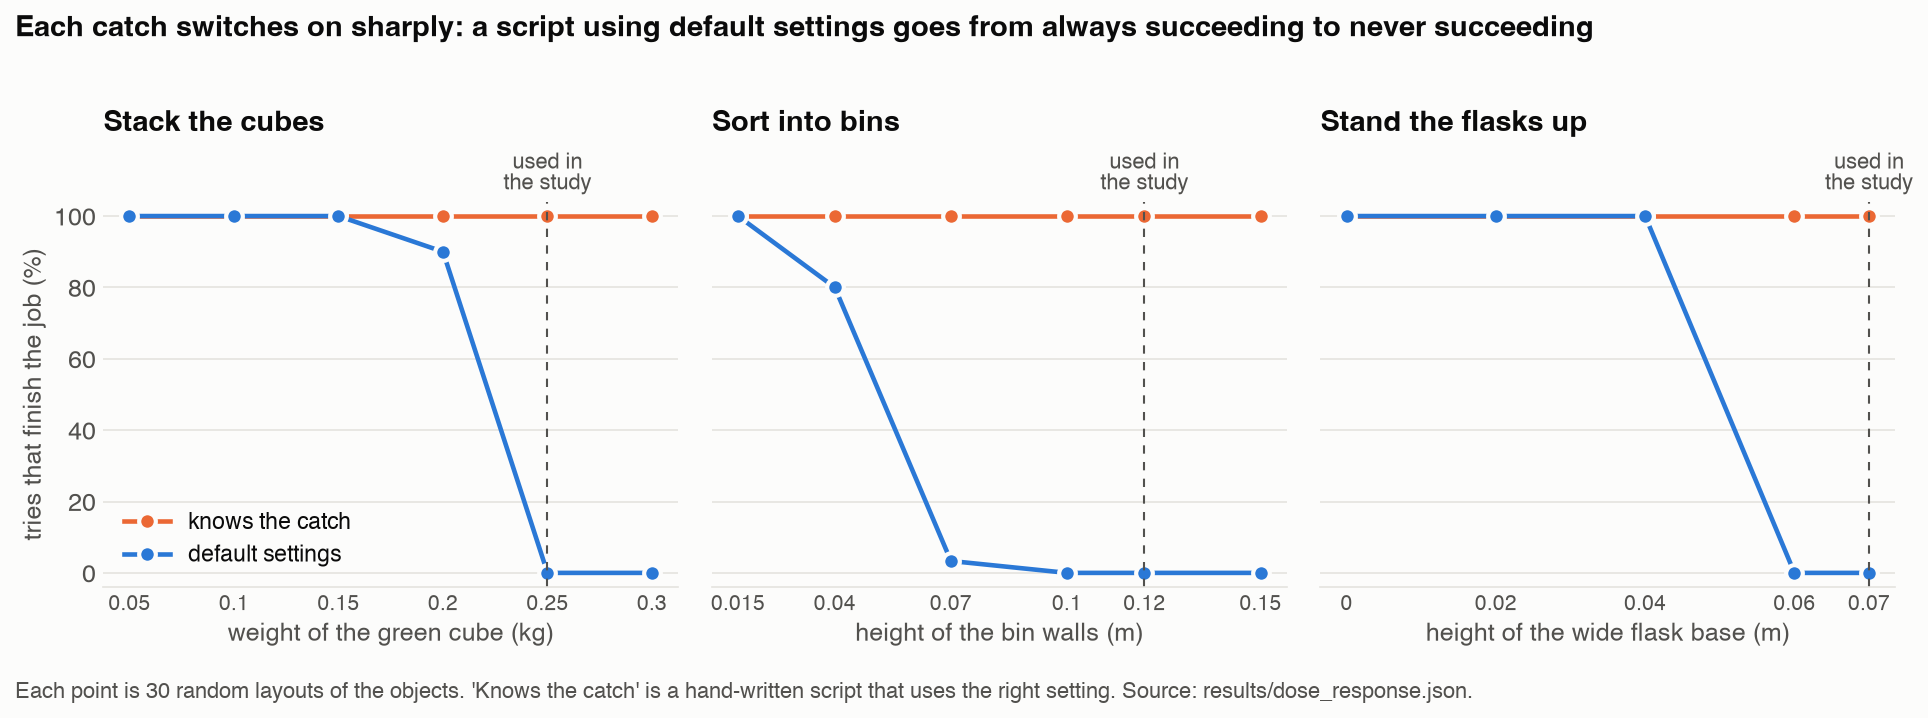 Each catch switches on sharply: a script using default settings goes from always succeeding to never succeeding
Stack the cubes
used in
the study
tries that finish the job (%)
100
80
60
40
20
0
knows the catch
default settings
0.05 0.1 0.15 0.2 0.25 0.3
weight of the green cube (kg)
Sort into bins
used in
the study
0.015 0.04 0.07 0.1 0.12 0.15
height of the bin walls (m)
Stand the flasks up
used in
the study
0 0.02 0.04 0.06 0.07
height of the wide flask base (m)
Each point is 30 random layouts of the objects. 'Knows the catch' is a hand-written script that uses the right setting. Source: results/dose_response.json.